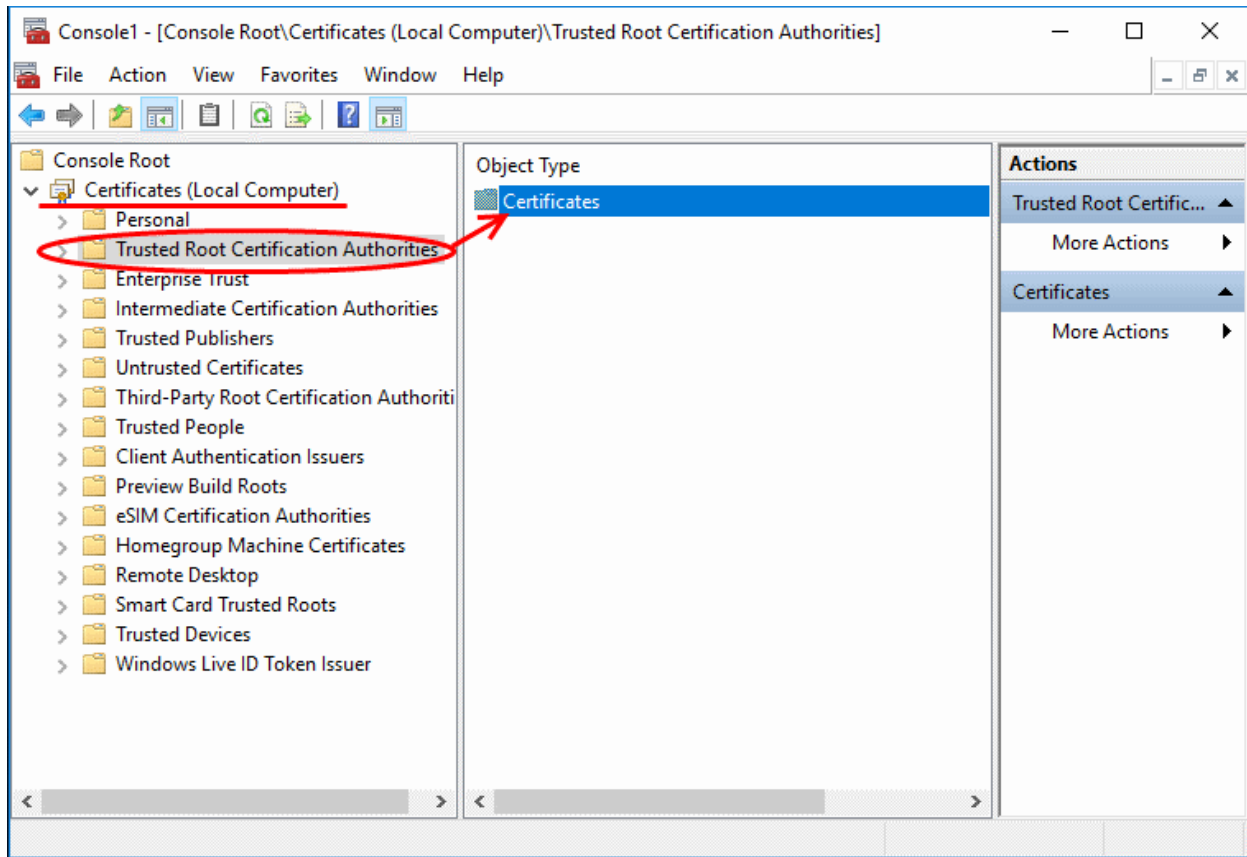 Console1 - [Console Root\Certificates (Local Computer)\Trusted Root Certification Authorities]
File Action View Favorites Window Help
Console Root
Certificates (Local Computer)
Personal
Trusted Root Certification Authorities
Enterprise Trust
Intermediate Certification Authorities
Trusted Publishers
Untrusted Certificates
Third-Party Root Certification Authoriti
Trusted People
Client Authentication Issuers
Preview Build Roots
eSIM Certification Authorities
Homegroup Machine Certificates
Remote Desktop
Smart Card Trusted Roots
Trusted Devices
Windows Live ID Token Issuer
Object Type
Certificates
Actions
Trusted Root Certific...
More Actions
Certificates
More Actions